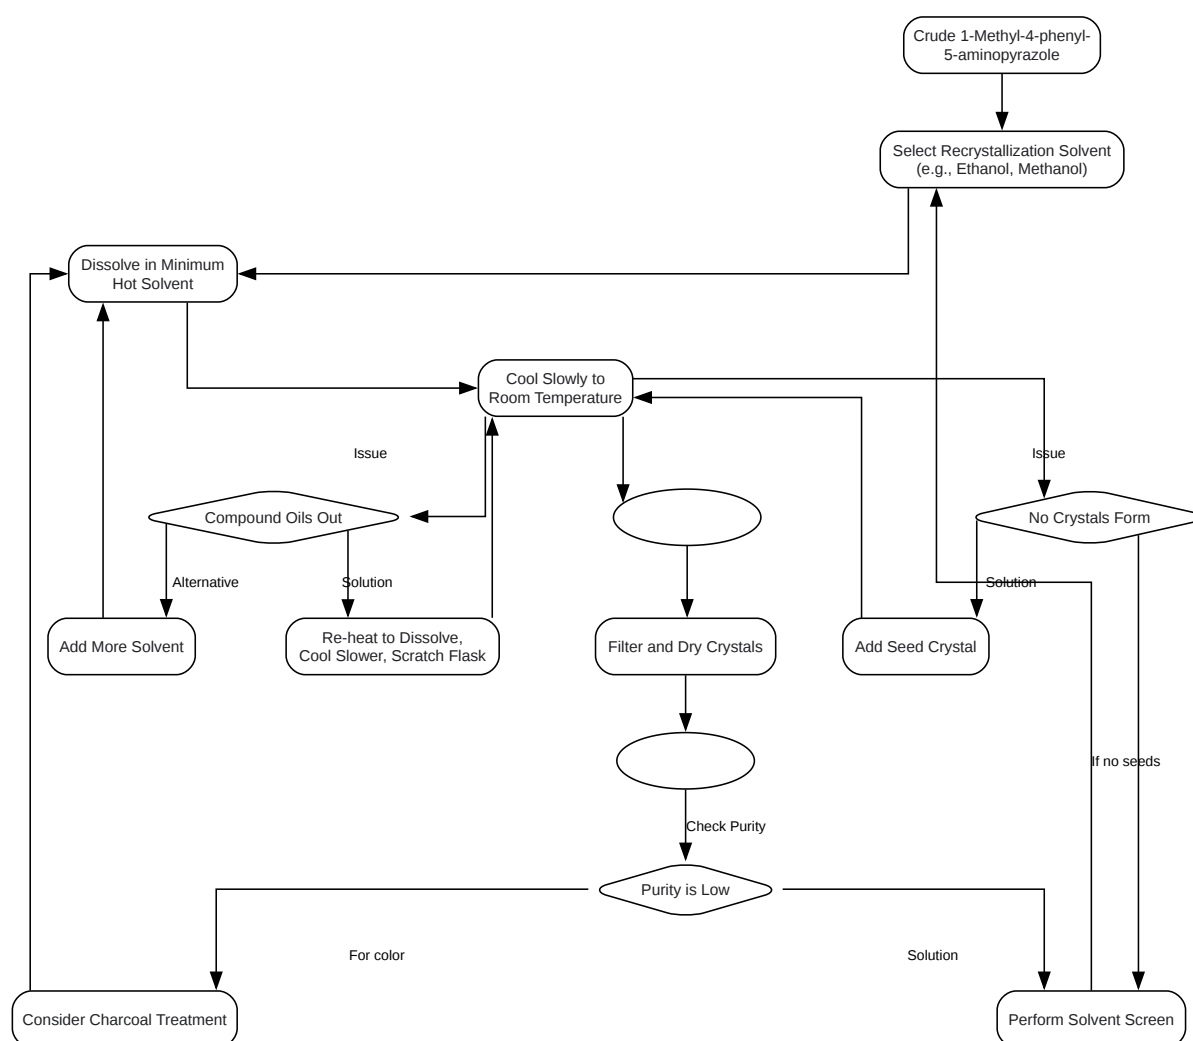 Crude 1-Methyl-4-phenyl-
5-aminopyrazole
Select Recrystallization Solvent
(e.g., Ethanol, Methanol)
Dissolve in Minimum
Hot Solvent
Cool Slowly to
Room Temperature
Issue
Issue
Compound Oils Out
No Crystals Form
Alternative
Solution
Solution
Add More Solvent
Re-heat to Dissolve,
Cool Slower, Scratch Flask
Filter and Dry Crystals
Add Seed Crystal
If no seeds
Check Purity
Purity is Low
For color
Solution
Consider Charcoal Treatment
Perform Solvent Screen